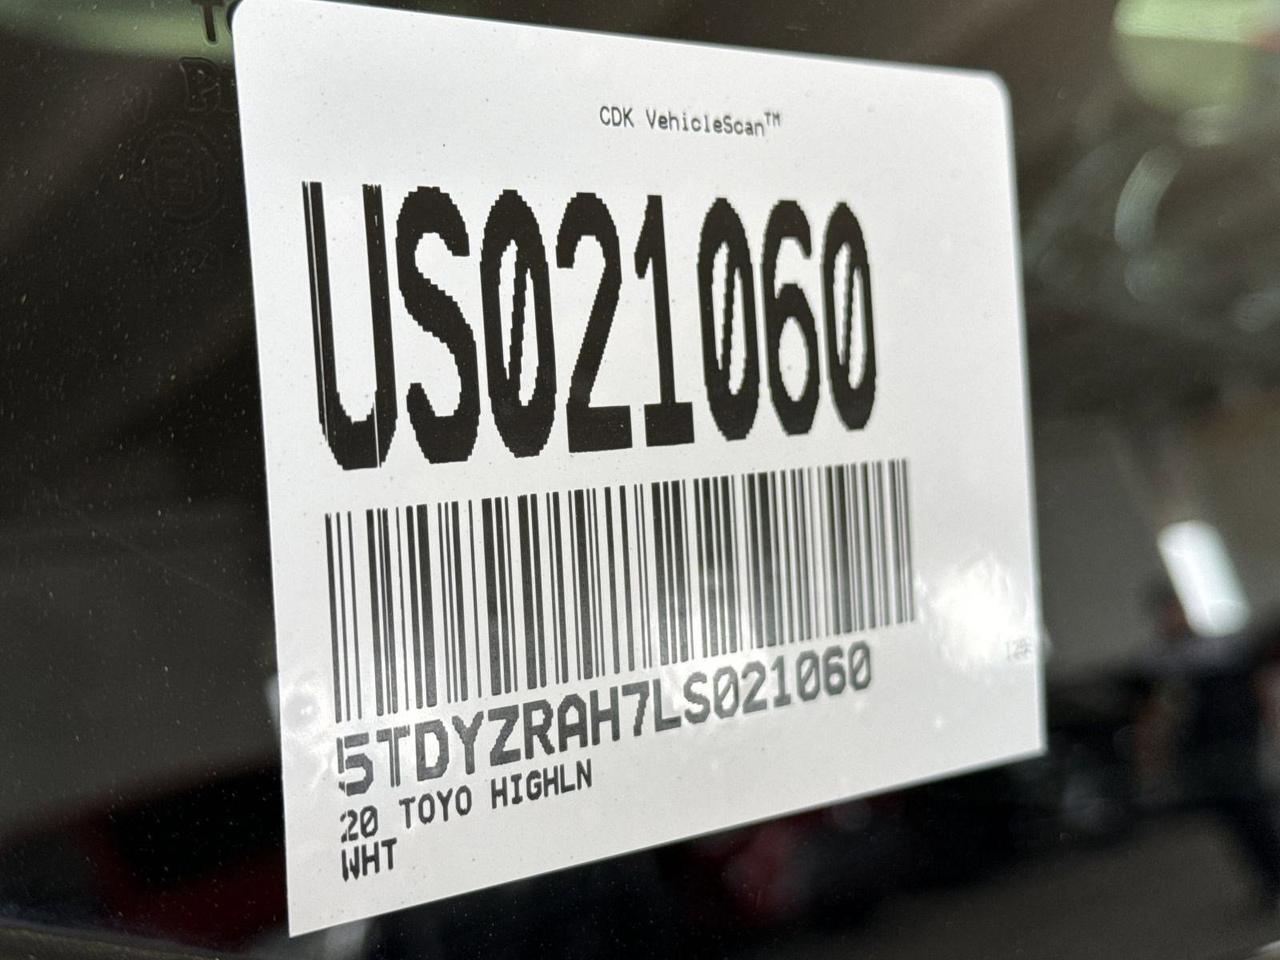 CDK VehicleScan™
US021060
5TDYZRAH7LS021060
20 TOYO HIGHLN
WHT